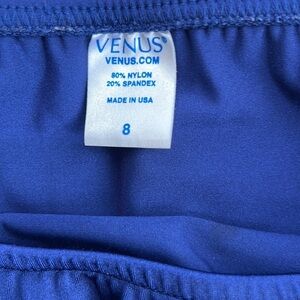 VENUS®
VENUS.COM
80% NYLON
20% SPANDEX
MADE IN USA
8